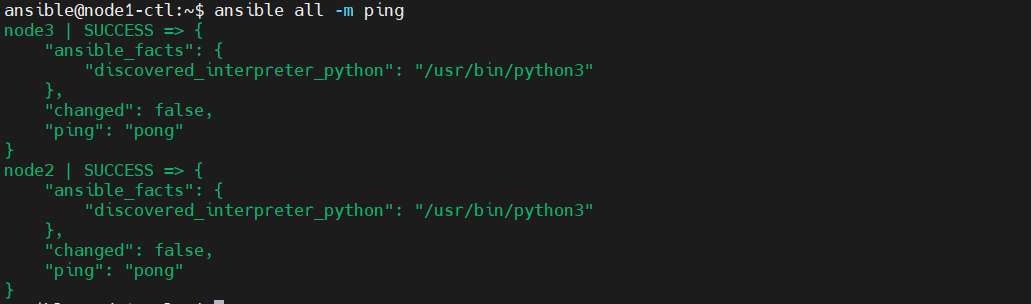 ansible@node1-ctl:~$ ansible all -m ping
node3 | SUCCESS => {
    "ansible_facts": {
        "discovered_interpreter_python": "/usr/bin/python3"
    },
    "changed": false,
    "ping": "pong"
}
node2 | SUCCESS => {
    "ansible_facts": {
        "discovered_interpreter_python": "/usr/bin/python3"
    },
    "changed": false,
    "ping": "pong"
}